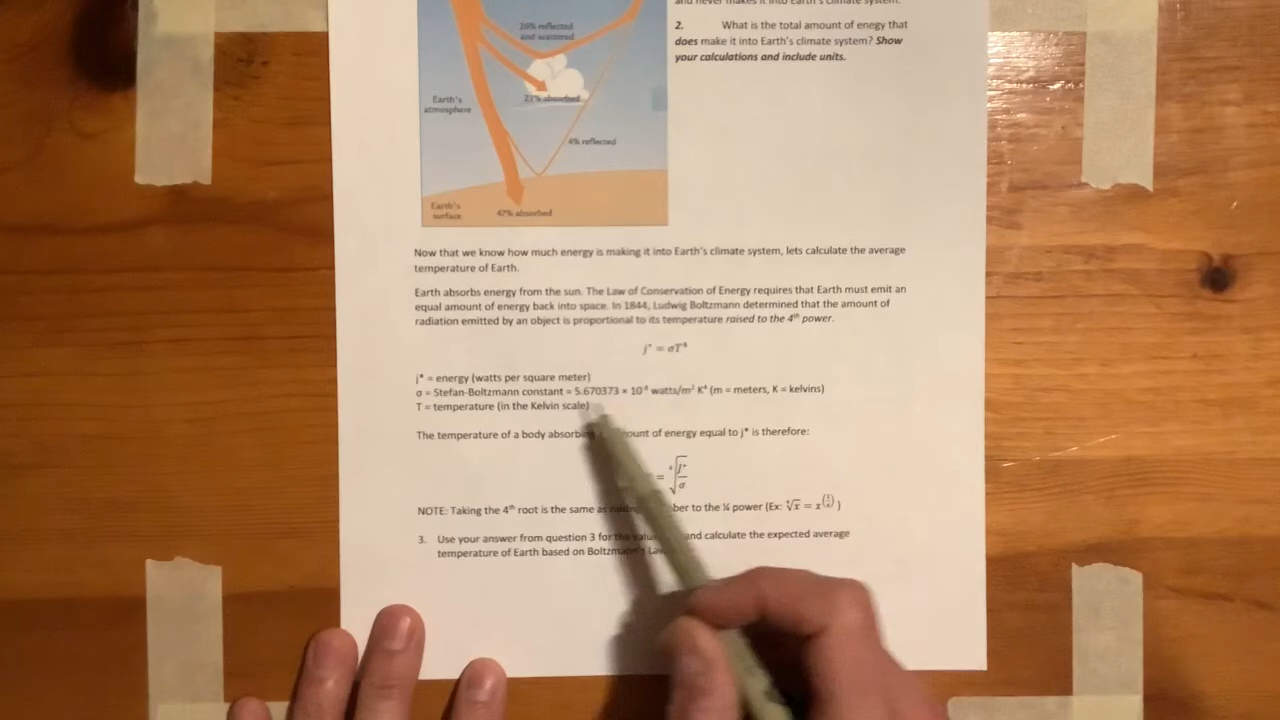 and never makes it into Earth's climate system.
2. What is the total amount of enegy that
does make it into Earth's climate system? Show
your calculations and include units.
reflected
and scattered
Earth's
atmosphere
absorbed
4% reflected
Earth's
surface
47% absorbed
Now that we know how much energy is making it into Earth's climate system, lets calculate the average
temperature of Earth.
Earth absorbs energy from the sun. The Law of Conservation of Energy requires that Earth must emit an
equal amount of energy back into space. In 1844, Ludwig Boltzmann determined that the amount of
radiation emitted by an object is proportional to its temperature raised to the 4th power.
j* = σT⁴
j* = energy (watts per square meter)
σ = Stefan-Boltzmann constant = 5.670373 × watts/m² K⁴ (m = meters, K = kelvins)
T = temperature (in the Kelvin scale)
The temperature of a body absorbing amount of energy equal to j* is therefore:
= ⁴√(j*/σ)
NOTE: Taking the 4th root is the same as to the ¼ power (Ex: ⁴√x = x^(1/4))
3. Use your answer from question 3 for the and calculate the expected average
temperature of Earth based on Boltzmann's